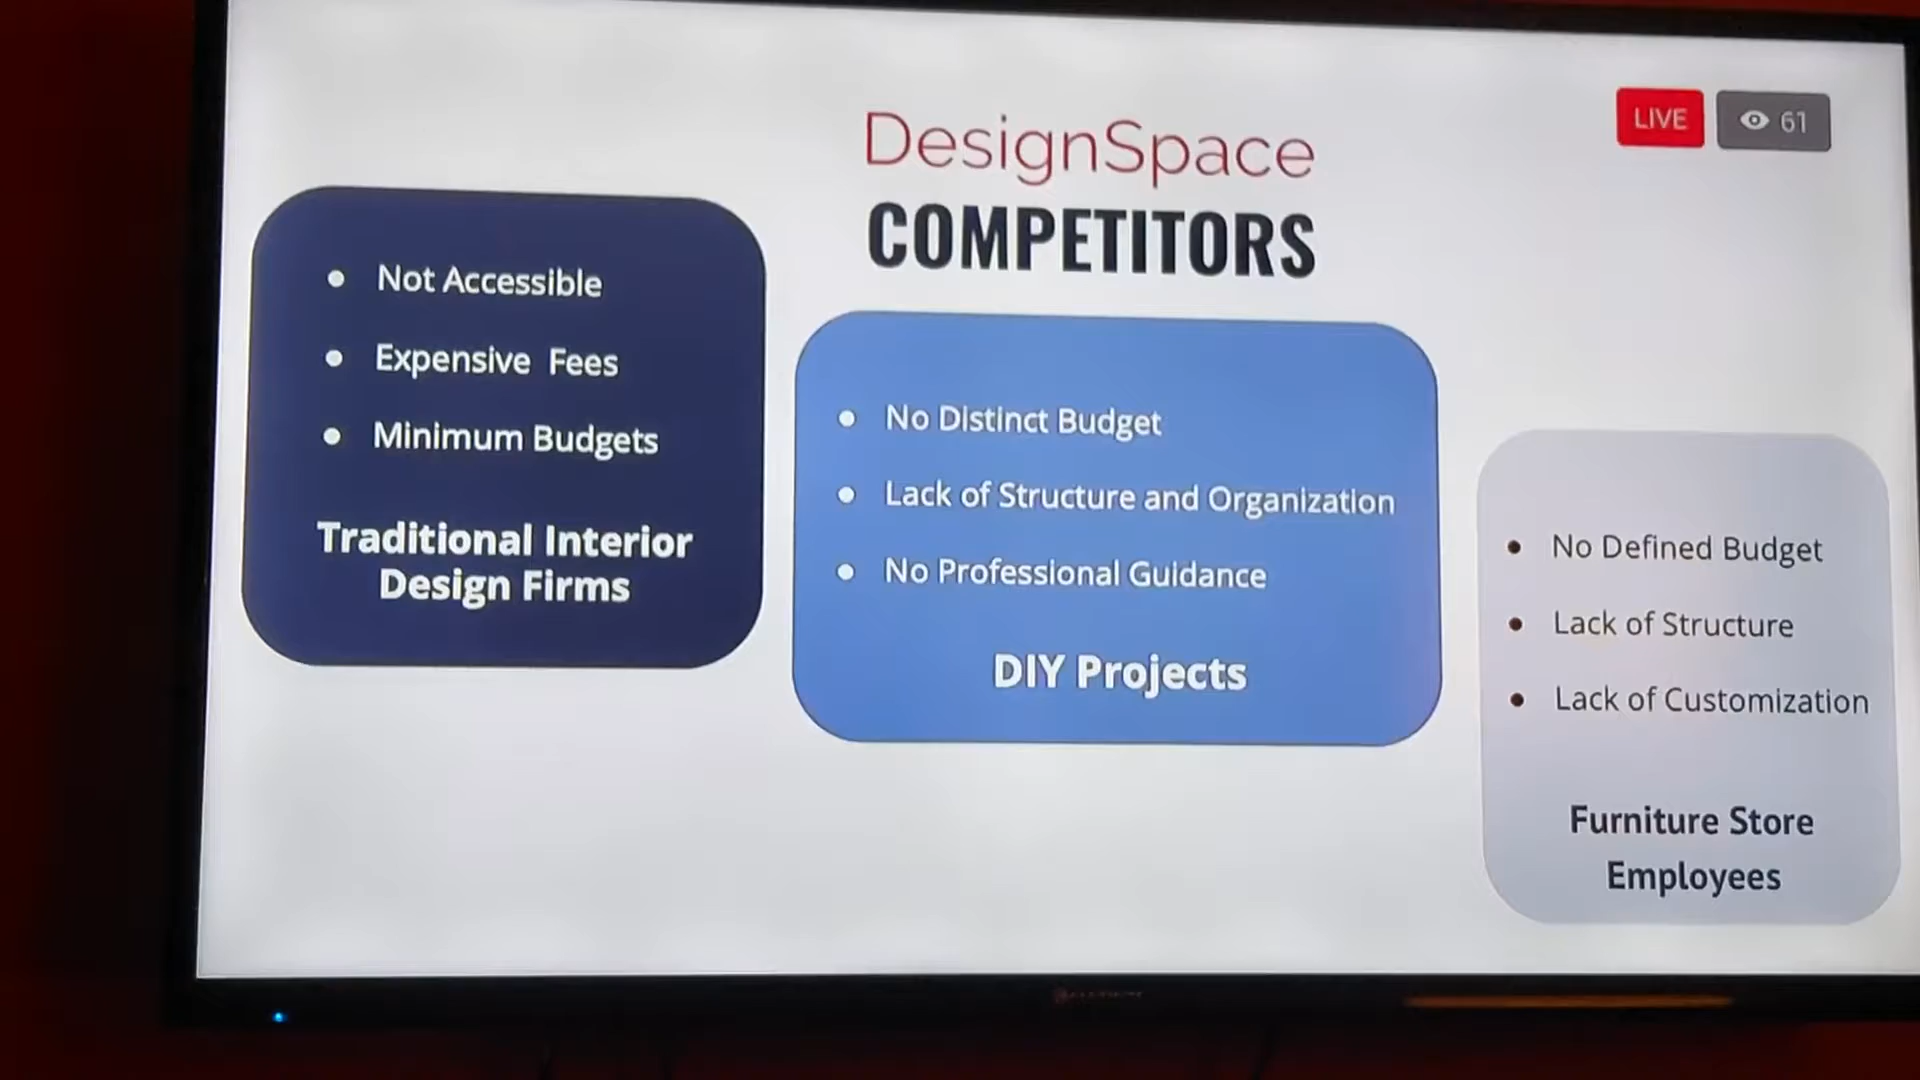 DesignSpace
COMPETITORS
LIVE
61
• Not Accessible
• Expensive Fees
• Minimum Budgets
Traditional Interior
Design Firms
• No Distinct Budget
• Lack of Structure and Organization
• No Professional Guidance
DIY Projects
• No Defined Budget
• Lack of Structure
• Lack of Customization
Furniture Store
Employees